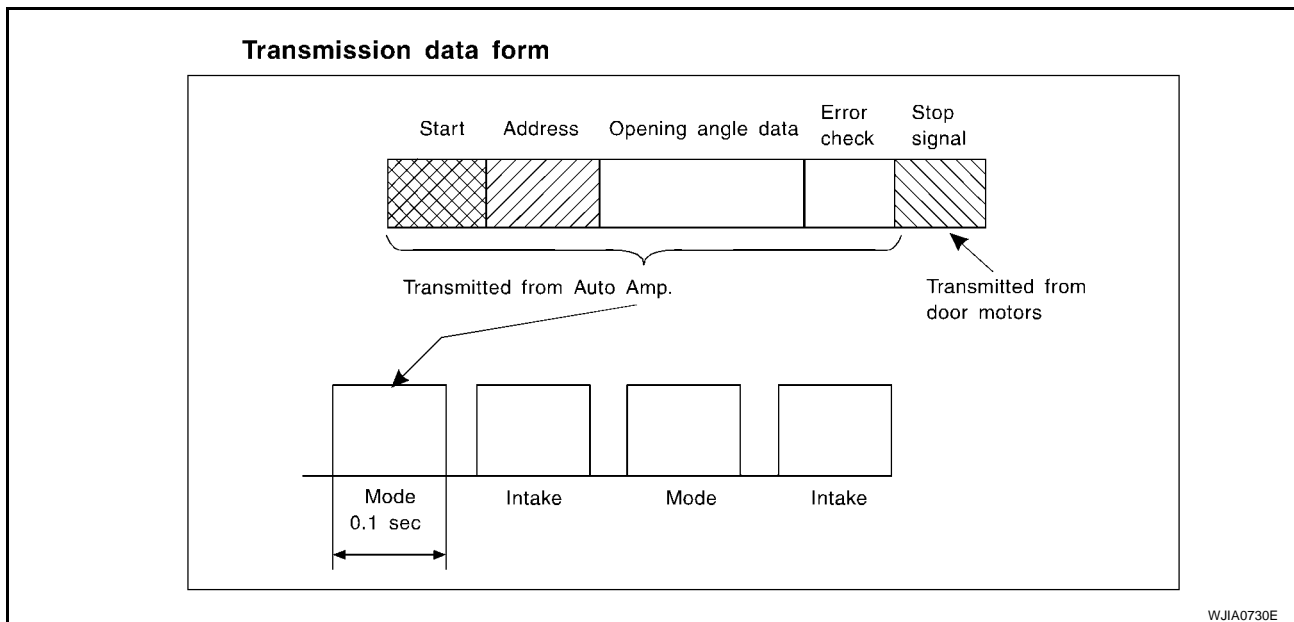 Transmission data form
Start Address Opening angle data Error check Stop signal
Transmitted from Auto Amp.
Transmitted from
door motors
Mode Intake Mode Intake
0.1 sec
WJIA0730E